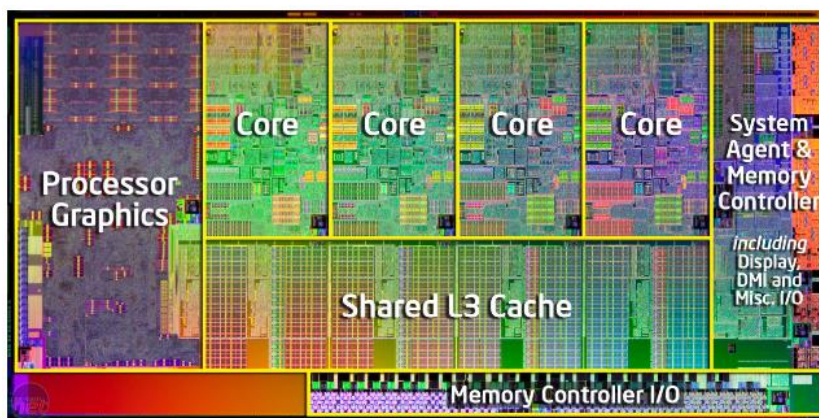 Processor
Graphics
Core
Core
Core
Core
System
Agent &
Memory
Controller
including
Display,
DMI and
Misc. I/O
Shared L3 Cache
Memory Controller I/O